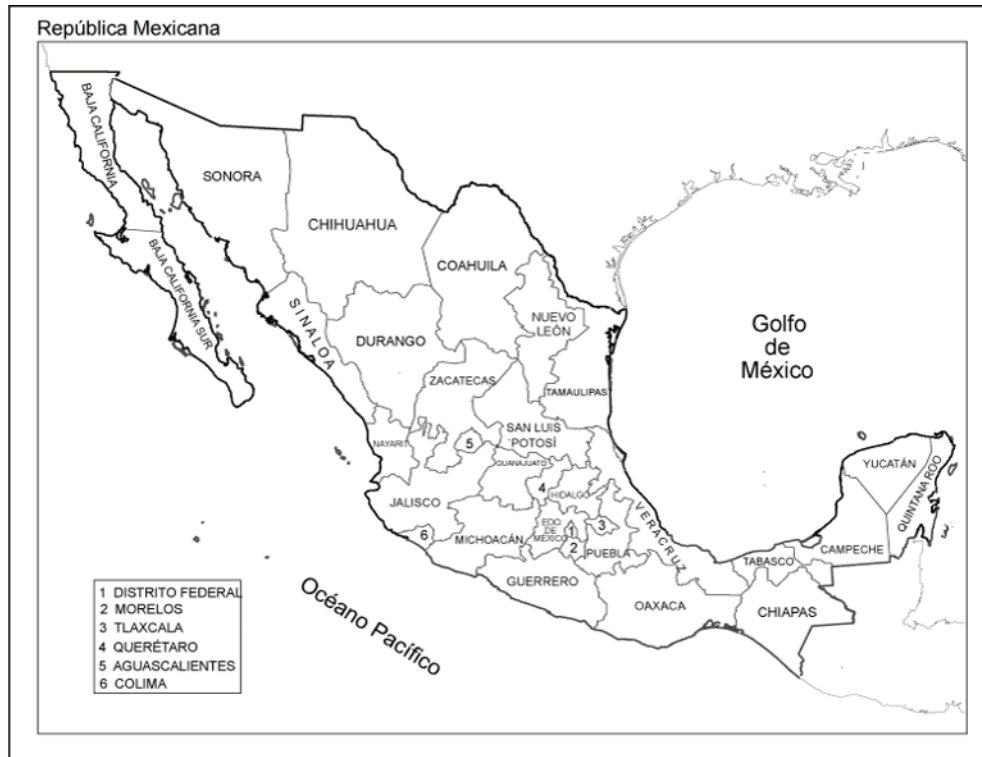 República Mexicana
BAJA CALIFORNIA
SONORA
CHIHUAHUA
COAHUILA
BAJA CALIFORNIA SUR
SINALOA
NUEVO
LEÓN
DURANGO
Golfo
de
México
ZACATECAS
TAMAULIPAS
SAN LUIS
POTOSÍ
NAYARIT
5
GUANAJUATO
YUCATÁN
QUINTANA ROO
4
HIDALGO
JALISCO
VERACRUZ
6
MICHOACÁN
EDO
DE
MÉXICO
1
3
2
PUEBLA
CAMPECHE
TABASCO
GUERRERO
OAXACA
CHIAPAS
Océano Pacífico
1 DISTRITO FEDERAL
2 MORELOS
3 TLAXCALA
4 QUERÉTARO
5 AGUASCALIENTES
6 COLIMA